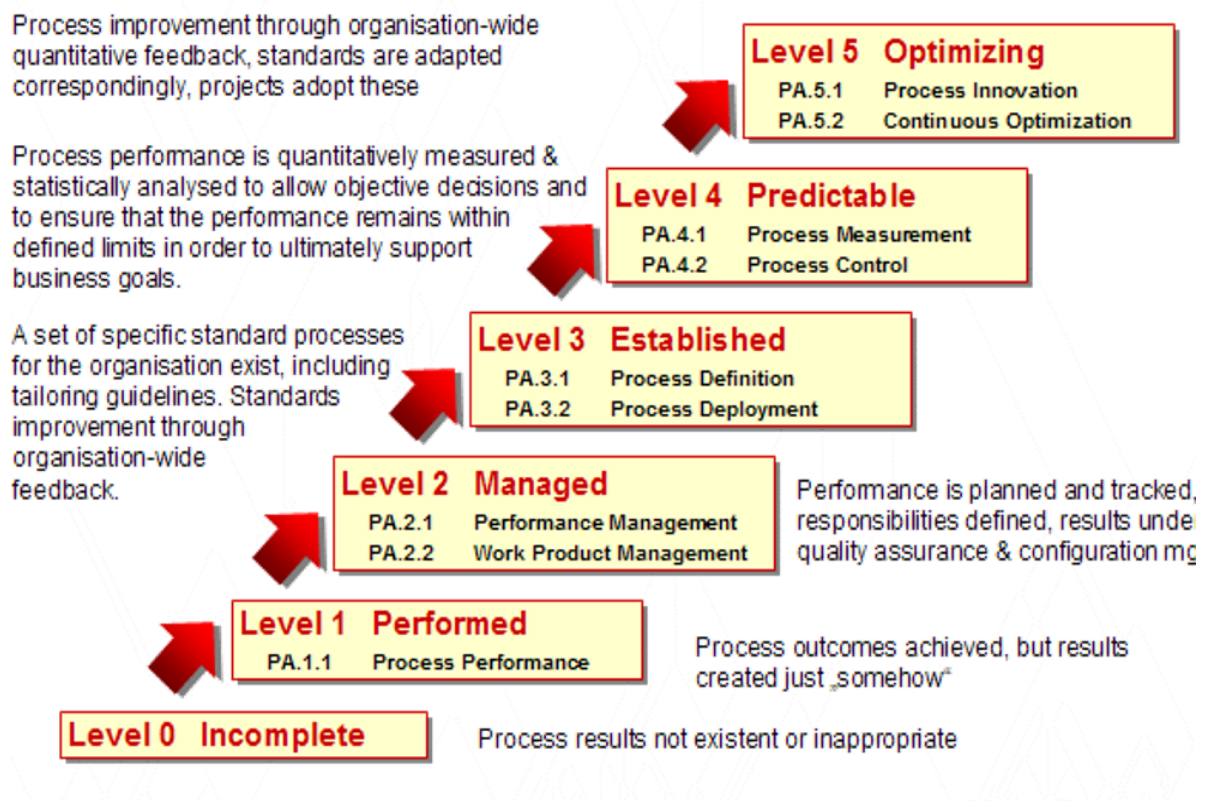 Process improvement through organisation-wide
quantitative feedback, standards are adapted
correspondingly, projects adopt these
Level 5 Optimizing
PA.5.1 Process Innovation
PA.5.2 Continuous Optimization
Process performance is quantitatively measured &
statistically analysed to allow objective decisions and
to ensure that the performance remains within
defined limits in order to ultimately support
business goals.
Level 4 Predictable
PA.4.1 Process Measurement
PA.4.2 Process Control
A set of specific standard processes
for the organisation exist, including
tailoring guidelines. Standards
improvement through
organisation-wide
feedback.
Level 3 Established
PA.3.1 Process Definition
PA.3.2 Process Deployment
Level 2 Managed
PA.2.1 Performance Management
PA.2.2 Work Product Management
Performance is planned and tracked,
responsibilities defined, results unde
quality assurance & configuration mg
Level 1 Performed
PA.1.1 Process Performance
Process outcomes achieved, but results
created just „somehow“
Level 0 Incomplete
Process results not existent or inappropriate